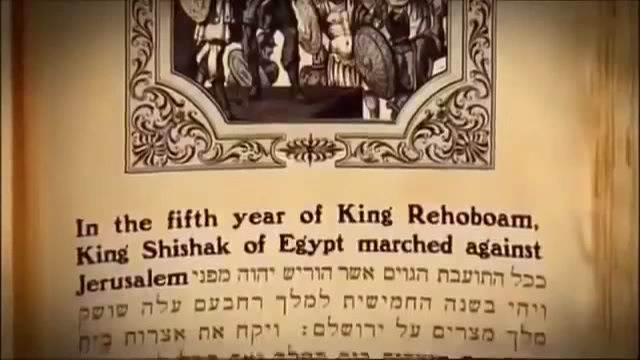 In the fifth year of King Rehoboam,
King Shishak of Egypt marched against
Jerusalem ככל התועבת הגוים אשר הוריש יהוה מפני
ויהי בשנה החמישית למלך רחבעם עלה שושק
מלך מצרים על ירושלם: ויקח את אצרות בית